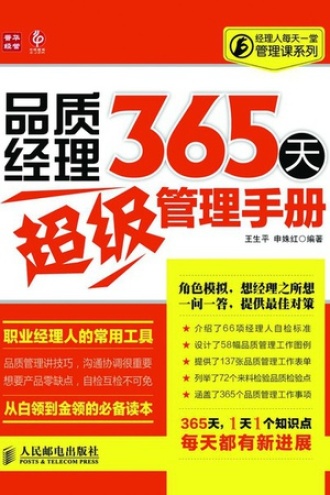 普华经管
经理人每天一堂
管理课系列
品质经理365天
超级管理手册
王生平 申姝红◎编著
角色模拟,想经理之所想
一问一答,提供最佳对策
★ 介绍了66项经理人自检标准
★ 设计了58幅品质管理工作图例
★ 提供了137张品质管理工作表单
★ 列举了72个来料检验品质检验点
★ 涵盖了365个品质管理工作事项
365天,1天1个知识点
每天都有新进展
职业经理人的常用工具
品质管理讲技巧,沟通协调很重要
想要产品零缺点,自检互检不可免
从白领到金领的必备读本
人民邮电出版社
POSTS & TELECOM PRESS